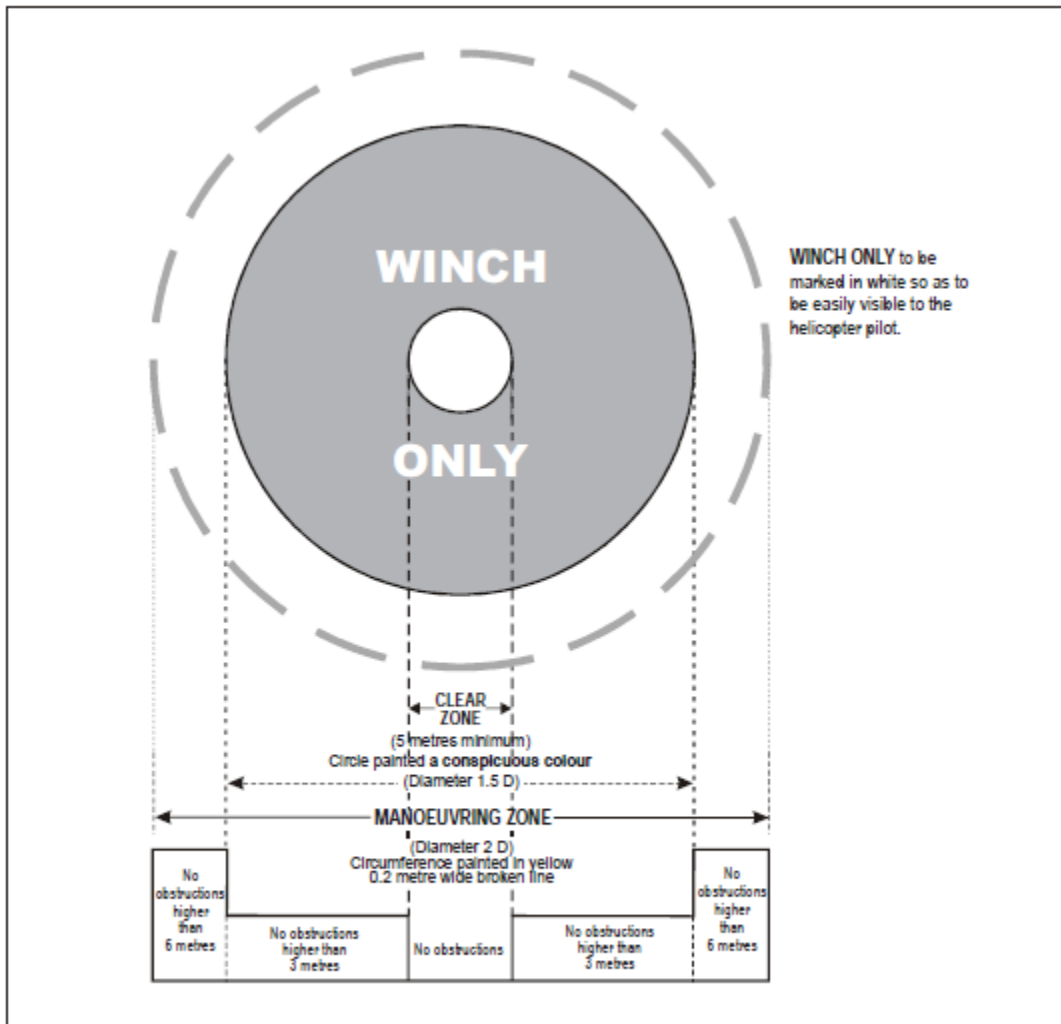 WINCH
ONLY
WINCH ONLY to be
marked in white so as to
be easily visible to the
helicopter pilot.
CLEAR
ZONE
(5 metres minimum)
Circle painted a conspicuous colour
(Diameter 1.5 D)
MANOEUVRING ZONE
(Diameter 2 D)
Circumference painted in yellow
0.2 metre wide broken line
No
obstructions
higher
than
6 metres
No obstructions
higher than
3 metres
No obstructions
No obstructions
higher than
3 metres
No
obstructions
higher
than
6 metres